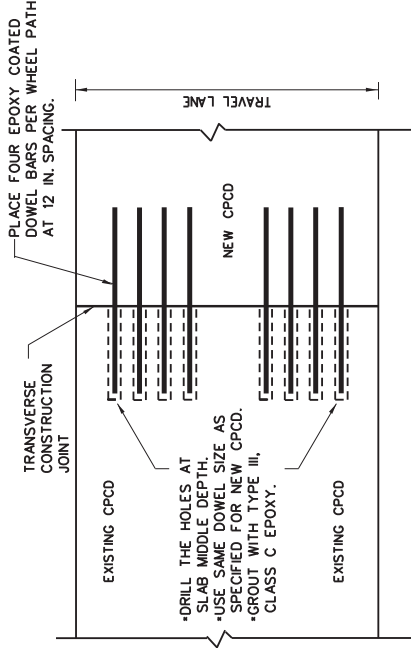 PLACE FOUR EPOXY COATED
DOWEL BARS PER WHEEL PATH
AT 12 IN. SPACING.
TRANSVERSE
CONSTRUCTION
JOINT
TRAVEL LANE
EXISTING CPCD
NEW CPCD
*DRILL THE HOLES AT
SLAB MIDDLE DEPTH.
*USE SAME DOWEL SIZE AS
SPECIFIED FOR NEW CPCD.
*GROUT WITH TYPE III,
CLASS C EPOXY.
EXISTING CPCD